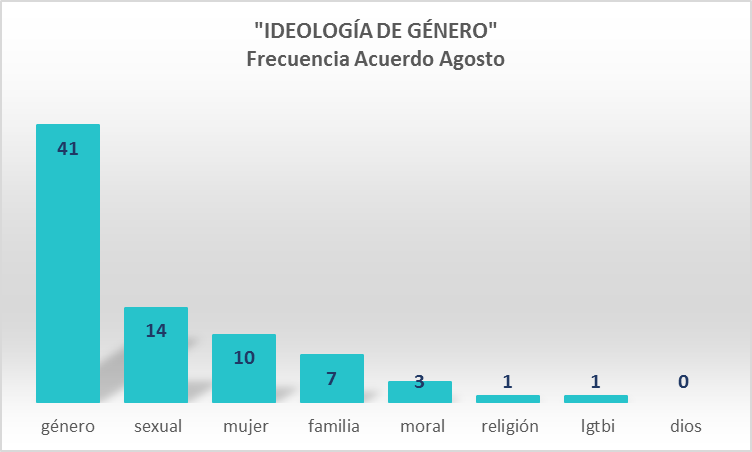 "IDEOLOGÍA DE GÉNERO"
Frecuencia Acuerdo Agosto
41
14
10
7
3
1
1
0
género
sexual
mujer
familia
moral
religión
lgtbi
dios